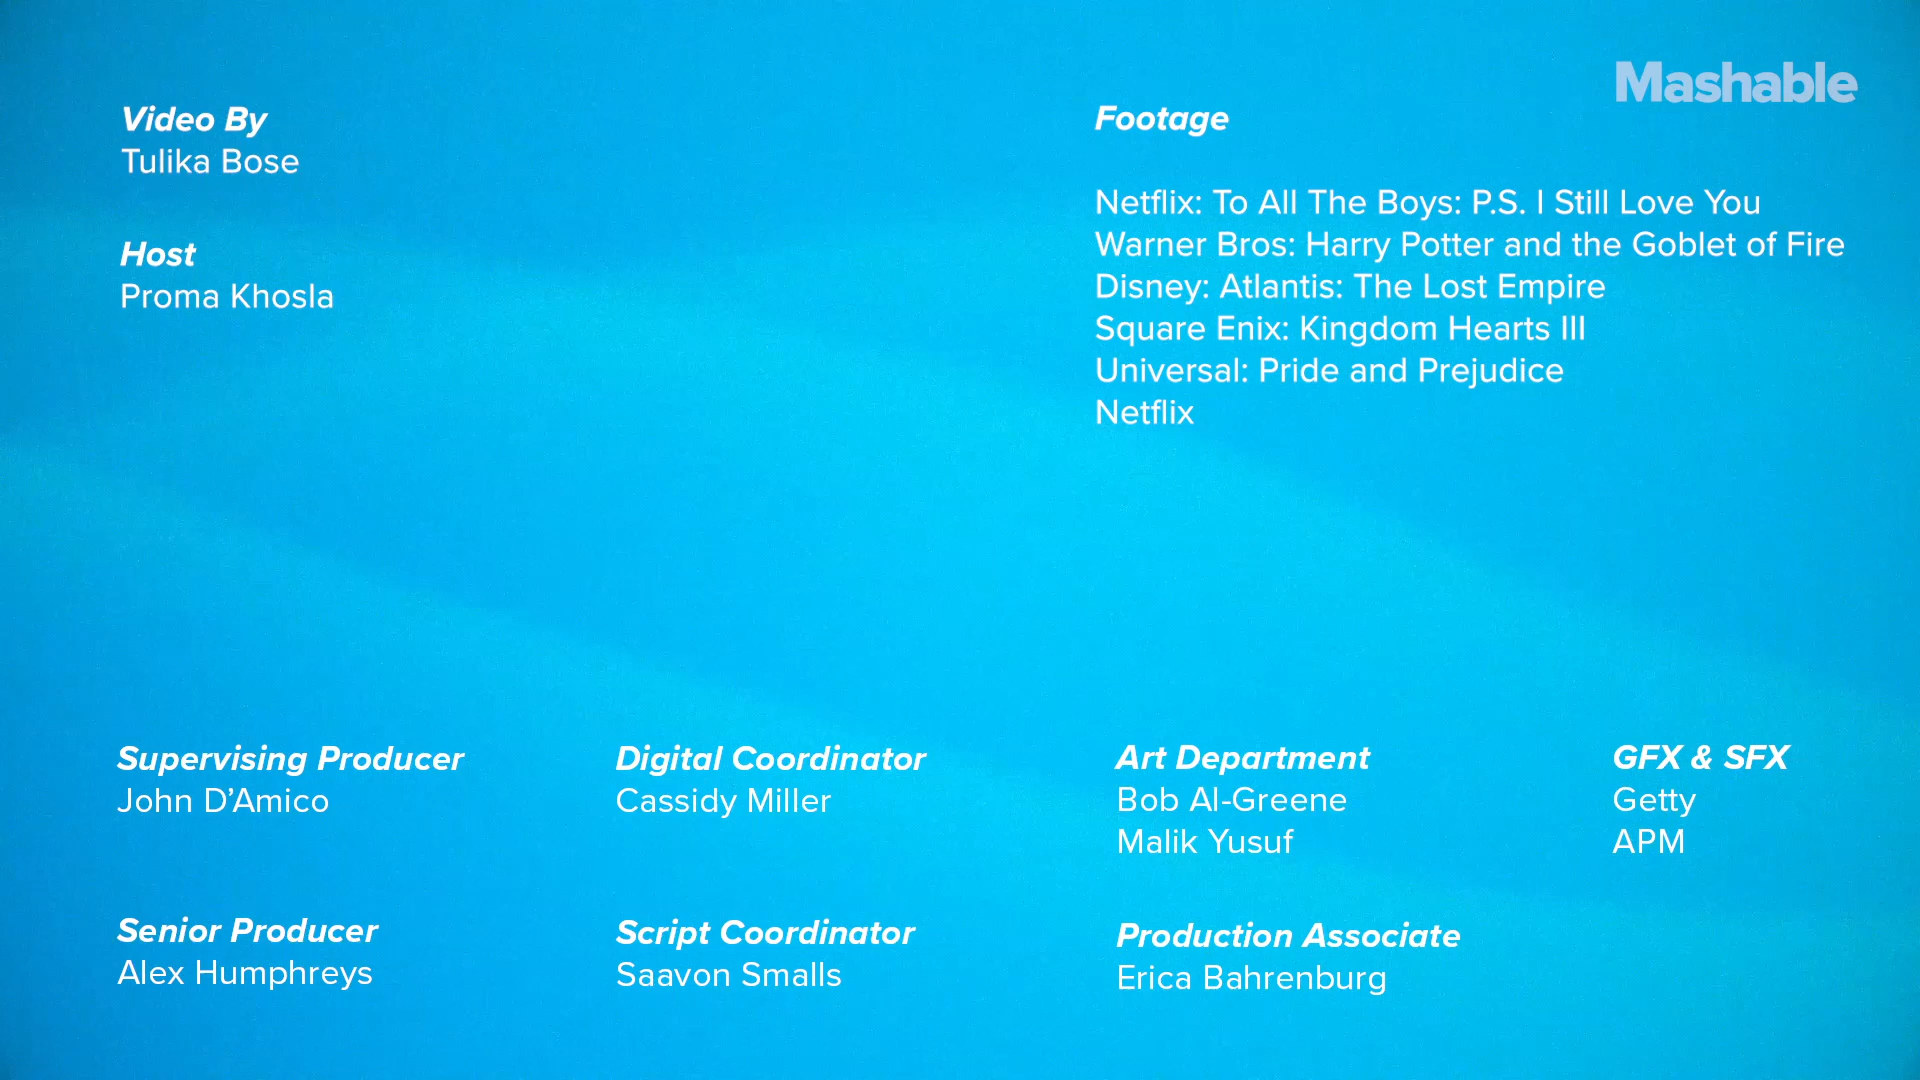 Mashable
Video By
Tulika Bose
Host
Proma Khosla
Footage
Netflix: To All The Boys: P.S. I Still Love You
Warner Bros: Harry Potter and the Goblet of Fire
Disney: Atlantis: The Lost Empire
Square Enix: Kingdom Hearts III
Universal: Pride and Prejudice
Netflix
Supervising Producer
John D’Amico
Digital Coordinator
Cassidy Miller
Art Department
Bob Al-Greene
Malik Yusuf
GFX & SFX
Getty
APM
Senior Producer
Alex Humphreys
Script Coordinator
Saavon Smalls
Production Associate
Erica Bahrenburg